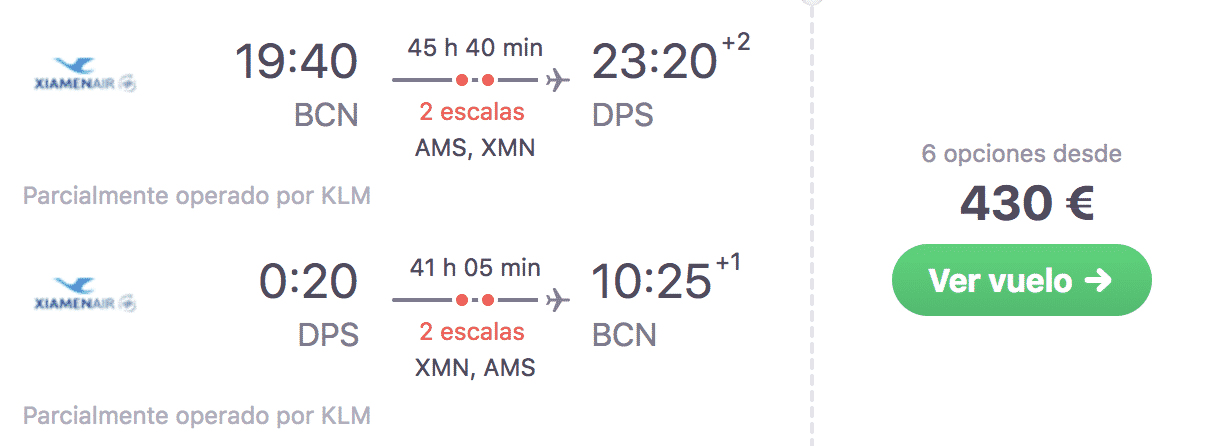 XIAMENAIR
19:40
BCN
45 h 40 min
2 escalas
AMS, XMN
23:20 +2
DPS
Parcialmente operado por KLM
XIAMENAIR
0:20
DPS
41 h 05 min
2 escalas
XMN, AMS
10:25 +1
BCN
Parcialmente operado por KLM
6 opciones desde
430 €
Ver vuelo →